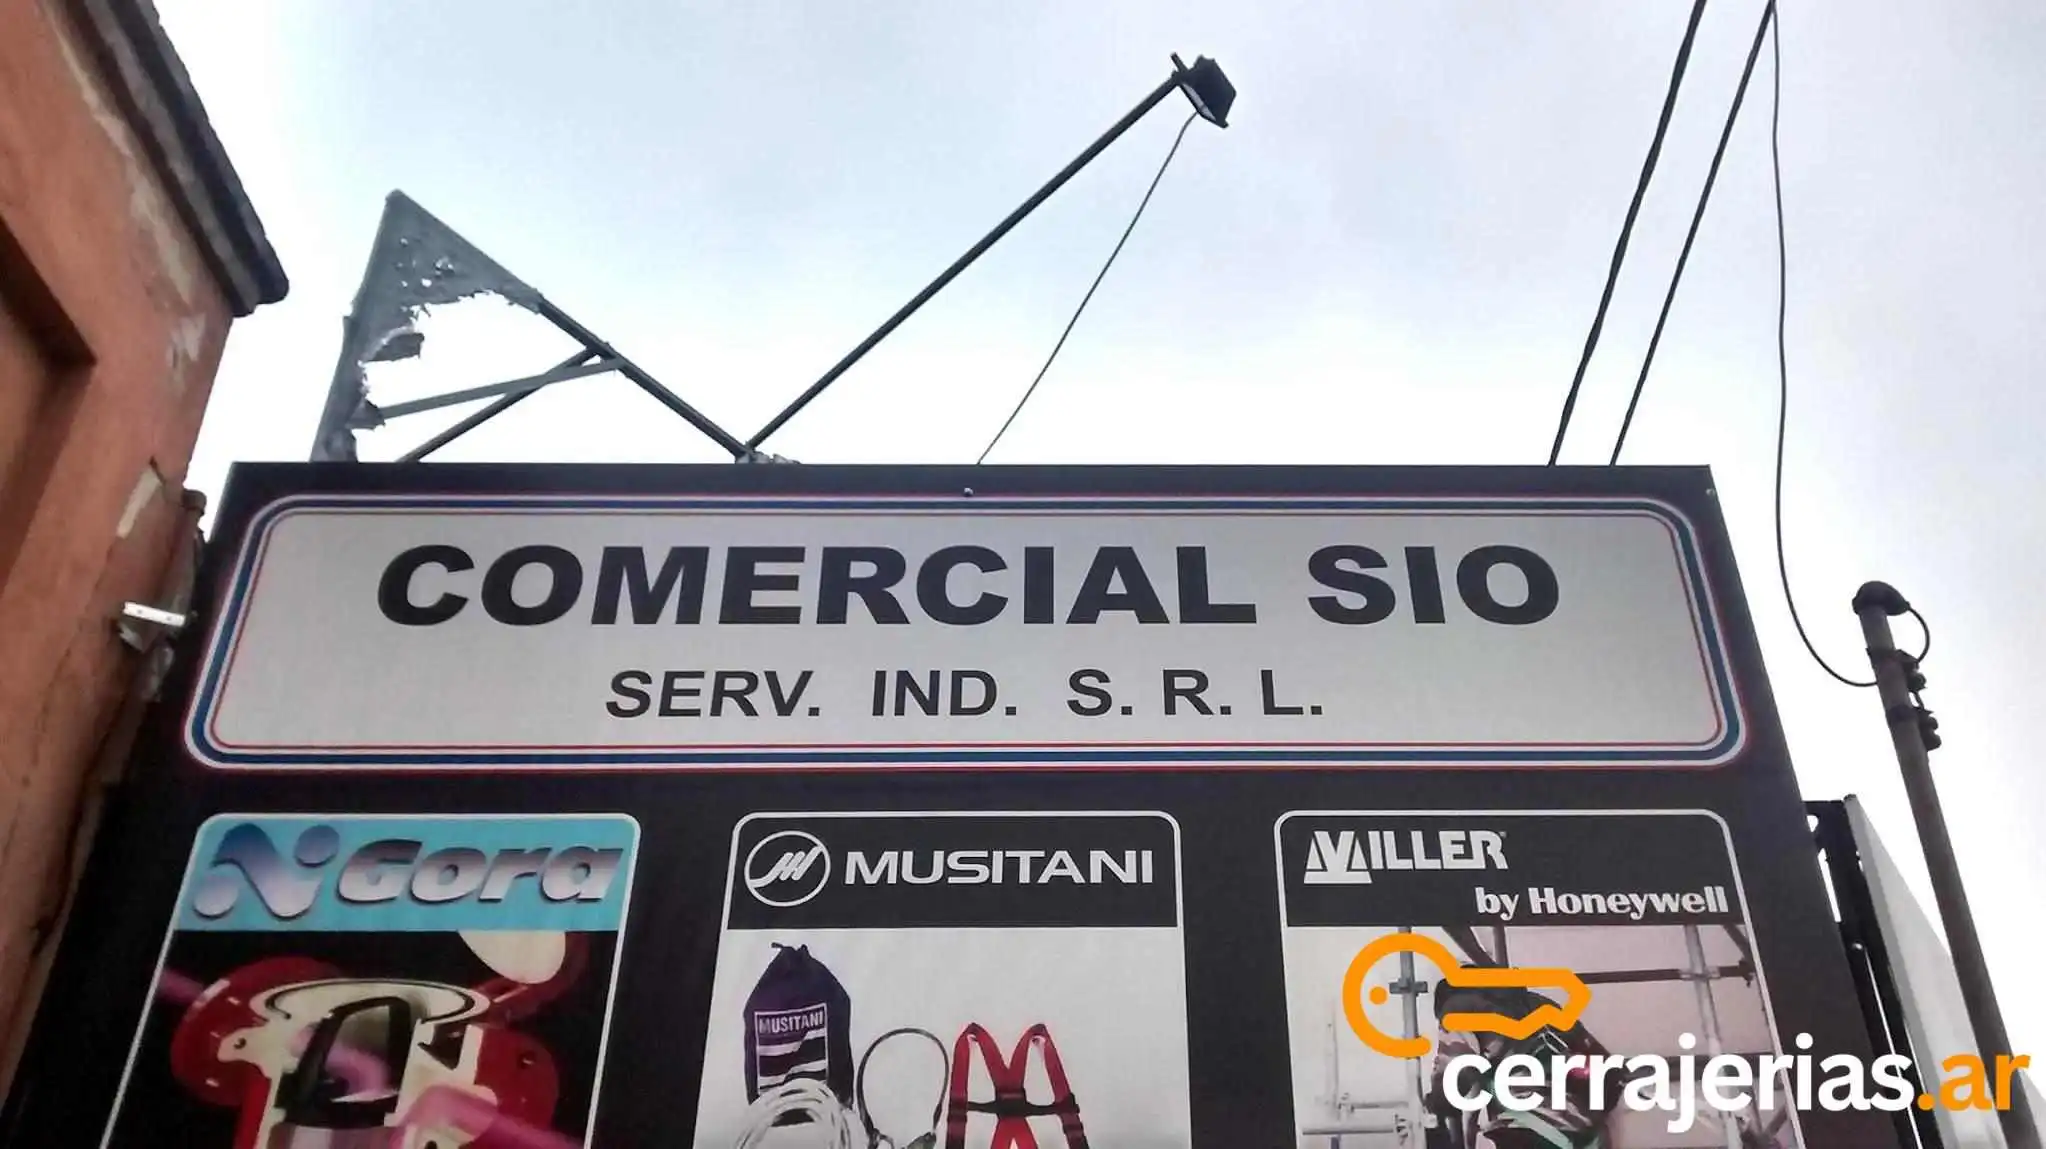 COMERCIAL SIO
SERV. IND. S. R. L.
Gora
MUSITANI
MILLER
by Honeywell
MUSITANI
cerrajerias.ar